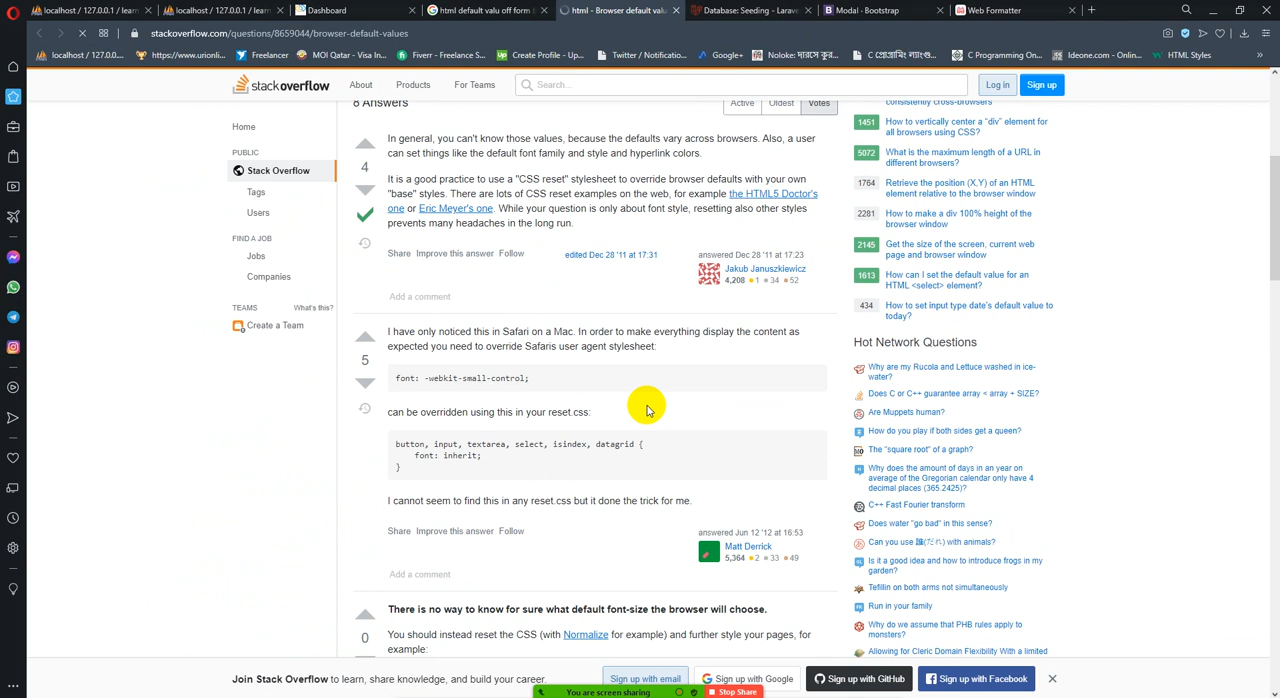 localhost / 127.0.0.1 / learn
localhost / 127.0.0.1 / learn
Dashboard
html default valu off form
html - Browser default valu
Database: Seeding - Larave
Modal - Bootstrap
Web Formatter
stackoverflow.com/questions/8659044/browser-default-values
localhost / 127.0.0....
https://www.urionli...
Freelancer
MOI Qatar - Visa In...
Fiverr - Freelance S...
Create Profile - Up...
Twitter / Notificatio...
Google+
Noloke: দারসে কুর...
C প্রোগ্রামিং ল্যাংগু...
C Programming On...
Ideone.com - Onlin...
HTML Styles
stackoverflow
About
Products
For Teams
Search...
Log in
Sign up
Home
PUBLIC
Stack Overflow
Tags
Users
FIND A JOB
Jobs
Companies
TEAMS
What's this?
Create a Team
8 Answers
Active
Oldest
Votes
4
In general, you can't know those values, because the defaults vary across browsers. Also, a user
can set things like the default font family and style and hyperlink colors.
It is a good practice to use a "CSS reset" stylesheet to override browser defaults with your own
"base" styles. There are lots of CSS reset examples on the web, for example the HTML5 Doctor's
one or Eric Meyer's one. While your question is only about font style, resetting also other styles
prevents many headaches in the long run.
Share Improve this answer Follow
edited Dec 28 '11 at 17:31
answered Dec 28 '11 at 17:23
Jakub Januszkiewicz
4,208 1 34 52
Add a comment
5
I have only noticed this in Safari on a Mac. In order to make everything display the content as
expected you need to override Safaris user agent stylesheet:
font: -webkit-small-control;
can be overridden using this in your reset.css:
button, input, textarea, select, isindex, datagrid {
font: inherit;
}
I cannot seem to find this in any reset.css but it done the trick for me.
Share Improve this answer Follow
answered Jun 12 '12 at 16:53
Matt Derrick
5,364 2 33 49
Add a comment
0
There is no way to know for sure what default font-size the browser will choose.
You should instead reset the CSS (with Normalize for example) and further style your pages, for
example:
consistently cross-browsers
1451 How to vertically center a "div" element for
all browsers using CSS?
5072 What is the maximum length of a URL in
different browsers?
1764 Retrieve the position (X,Y) of an HTML
element relative to the browser window
2281 How to make a div 100% height of the
browser window
2145 Get the size of the screen, current web
page and browser window
1613 How can I set the default value for an
HTML <select> element?
434 How to set input type date's default value to
today?
Hot Network Questions
Why are my Rucola and Lettuce washed in ice-
water?
Does C or C++ guarantee array < array + SIZE?
Are Muppets human?
How do you play if both sides get a queen?
The "square root" of a graph?
Why does the amount of days in an year on
average of the Gregorian calendar only have 4
decimal places (365.2425)?
C++ Fast Fourier transform
Does water "go bad" in this sense?
Can you use 誰(だれ) with animals?
Is it a good idea and how to introduce frogs in my
garden?
Tefillin on both arms not simultaneously
Run in your family
Why do we assume that PHB rules apply to
monsters?
Allowing for Cleric Domain Flexibility With a limited
Join Stack Overflow to learn, share knowledge, and build your career.
Sign up with email
Sign up with Google
Sign up with GitHub
Sign up with Facebook
You are screen sharing
Stop Share